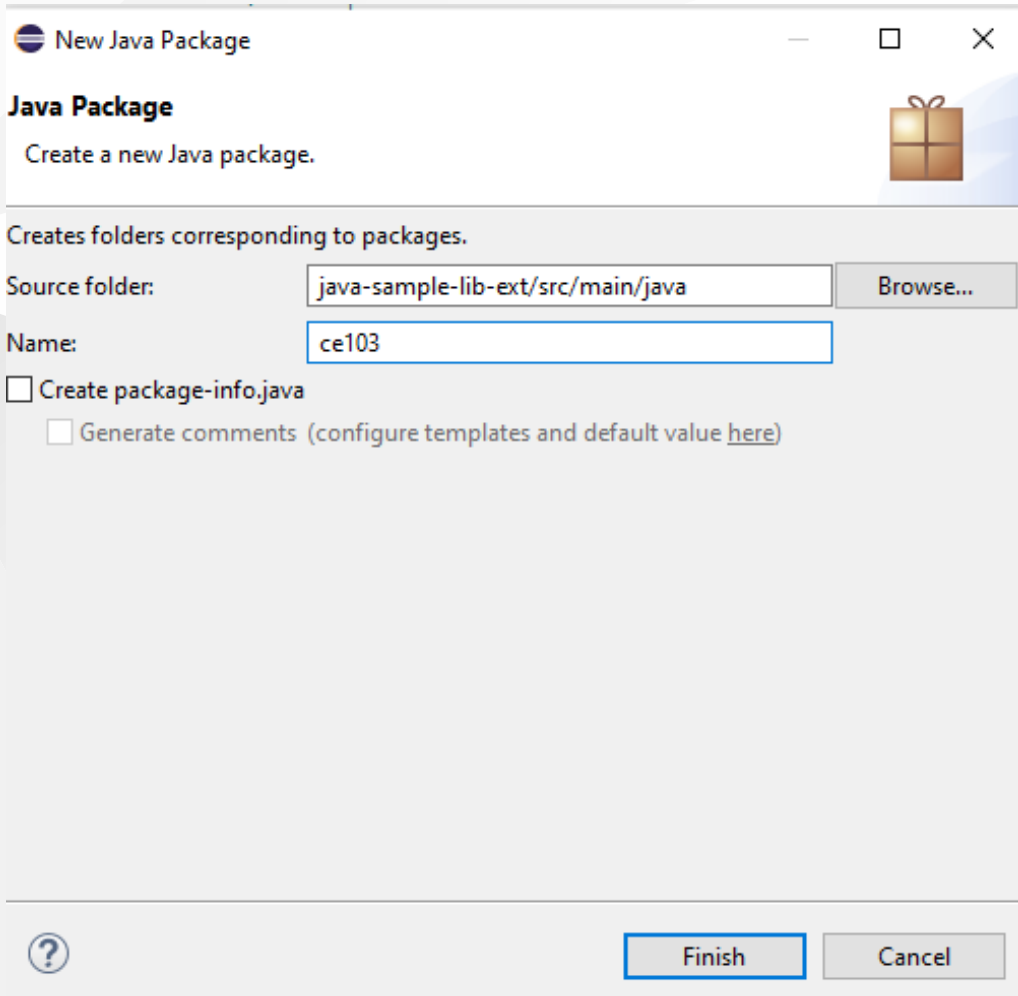 New Java Package
Java Package
Create a new Java package.
Creates folders corresponding to packages.
Source folder: java-sample-lib-ext/src/main/java Browse...
Name: ce103
Create package-info.java
Generate comments (configure templates and default value here)
? Finish Cancel